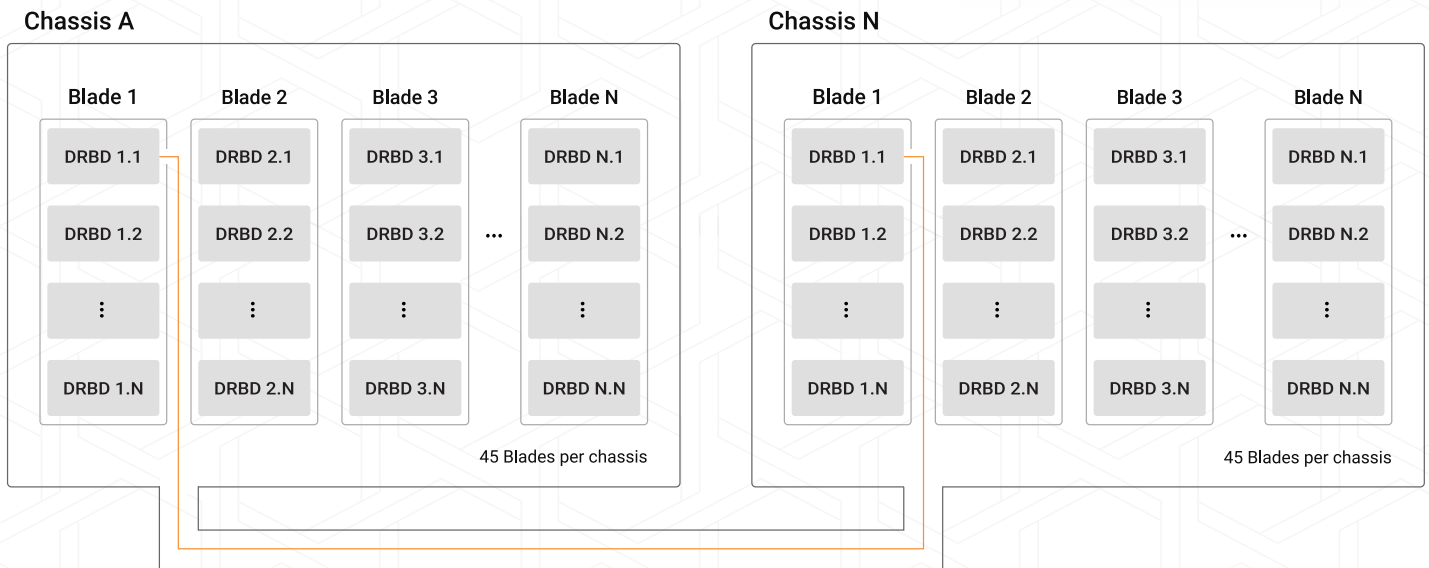 Chassis A
Chassis N
Blade 1 Blade 2 Blade 3 Blade N
Blade 1 Blade 2 Blade 3 Blade N
DRBD 1.1 DRBD 2.1 DRBD 3.1 DRBD N.1
DRBD 1.1 DRBD 2.1 DRBD 3.1 DRBD N.1
DRBD 1.2 DRBD 2.2 DRBD 3.2 ... DRBD N.2
DRBD 1.2 DRBD 2.2 DRBD 3.2 ... DRBD N.2
⋮ ⋮ ⋮ ⋮
⋮ ⋮ ⋮ ⋮
DRBD 1.N DRBD 2.N DRBD 3.N DRBD N.N
DRBD 1.N DRBD 2.N DRBD 3.N DRBD N.N
45 Blades per chassis
45 Blades per chassis